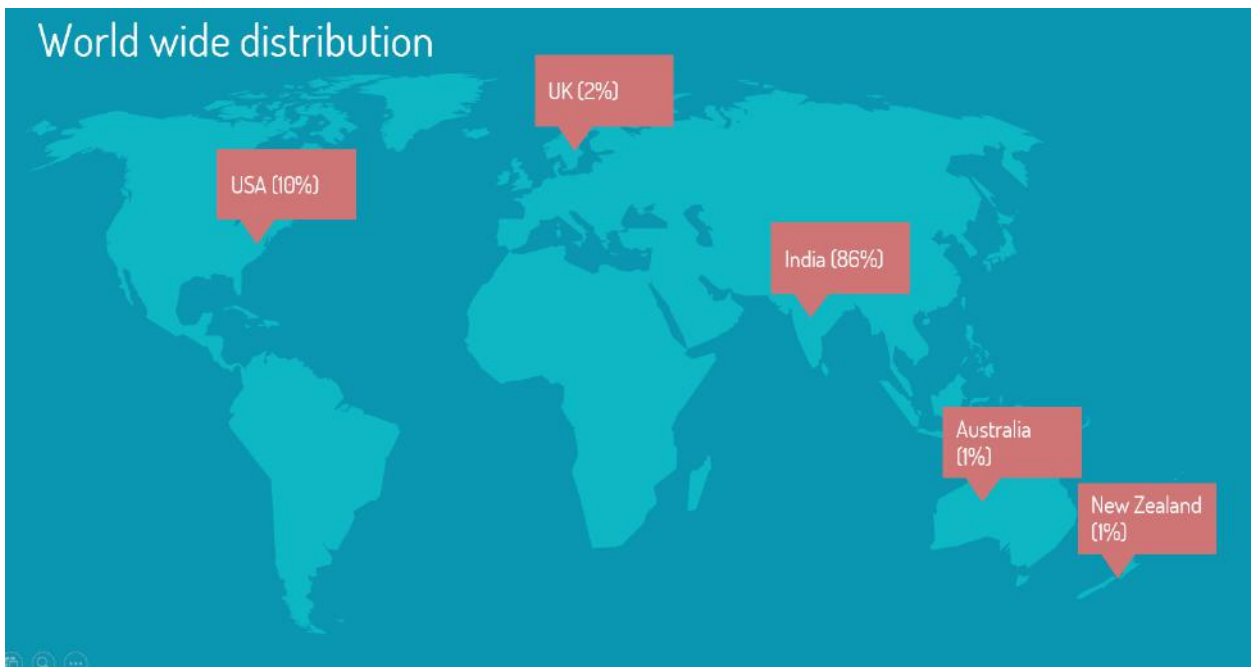 World wide distribution
UK (2%)
USA (10%)
India (86%)
Australia
(1%)
New Zealand
(1%)